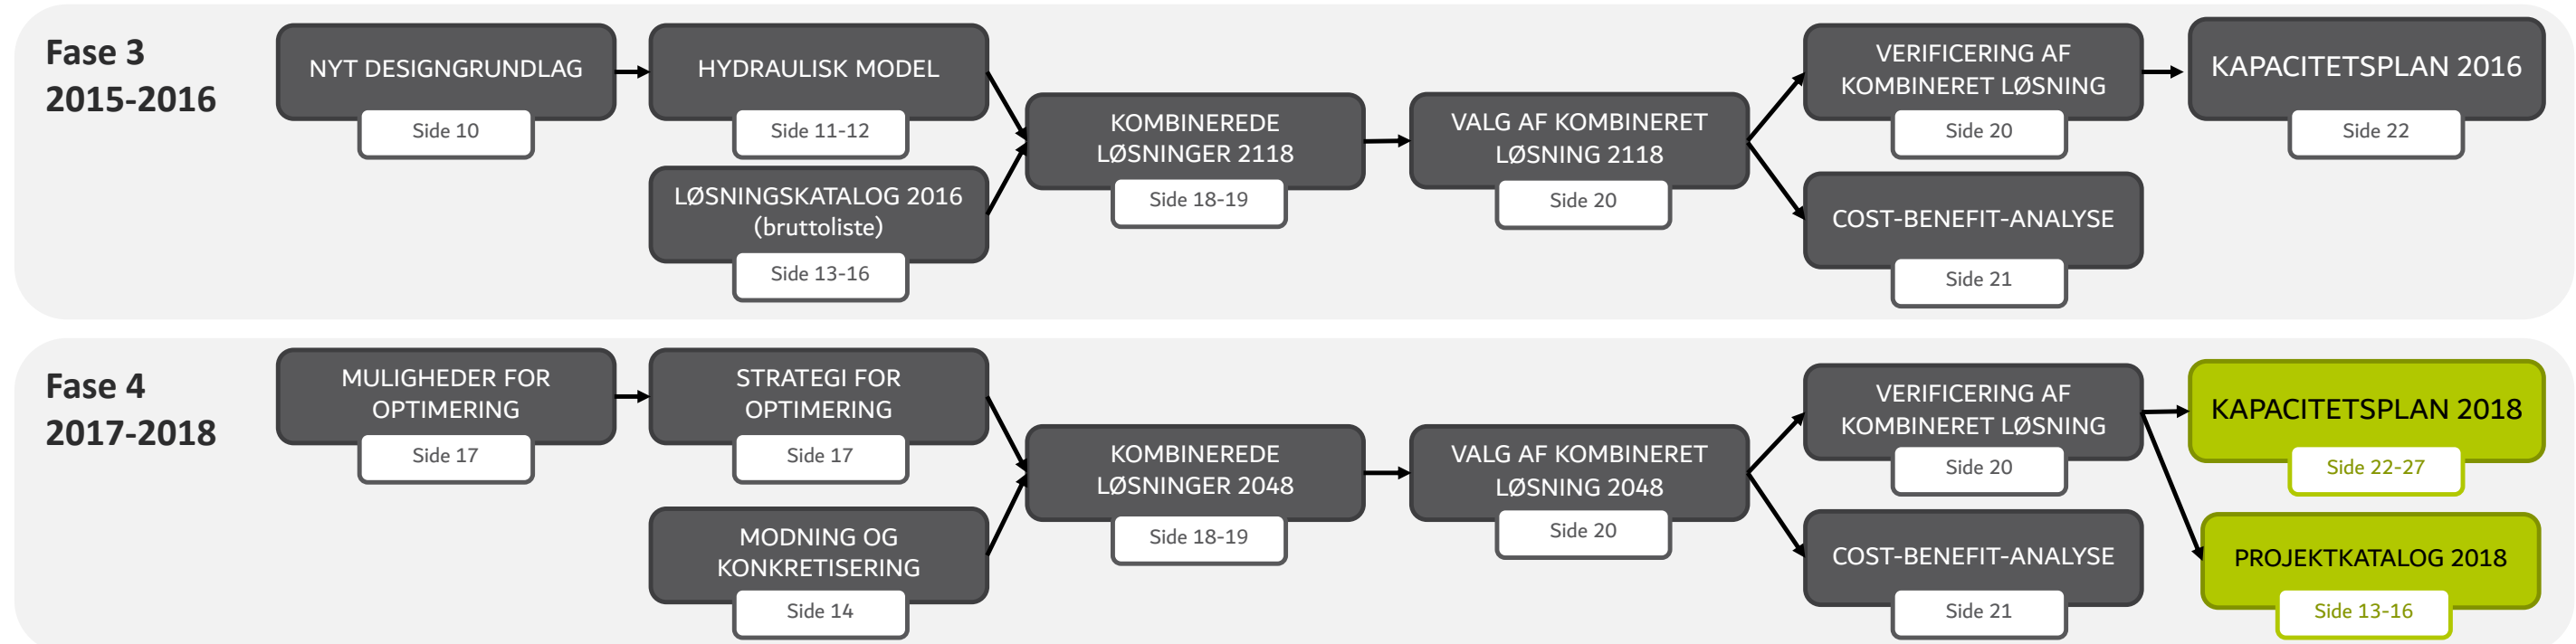 Fase 3
2015-2016
NYT DESIGNGRUNDLAG
Side 10
HYDRAULISK MODEL
Side 11-12
LØSNINGSKATALOG 2016
(bruttoliste)
Side 13-16
KOMBINEREDE
LØSNINGER 2118
Side 18-19
VALG AF KOMBINERET
LØSNING 2118
Side 20
VERIFICERING AF
KOMBINERET LØSNING
Side 20
COST-BENEFIT-ANALYSE
Side 21
KAPACITETSPLAN 2016
Side 22
Fase 4
2017-2018
MULIGHEDER FOR
OPTIMERING
Side 17
STRATEGI FOR
OPTIMERING
Side 17
MODNING OG
KONKRETISERING
Side 14
KOMBINEREDE
LØSNINGER 2048
Side 18-19
VALG AF KOMBINERET
LØSNING 2048
Side 20
VERIFICERING AF
KOMBINERET LØSNING
Side 20
COST-BENEFIT-ANALYSE
Side 21
KAPACITETSPLAN 2018
Side 22-27
PROJEKTKATALOG 2018
Side 13-16